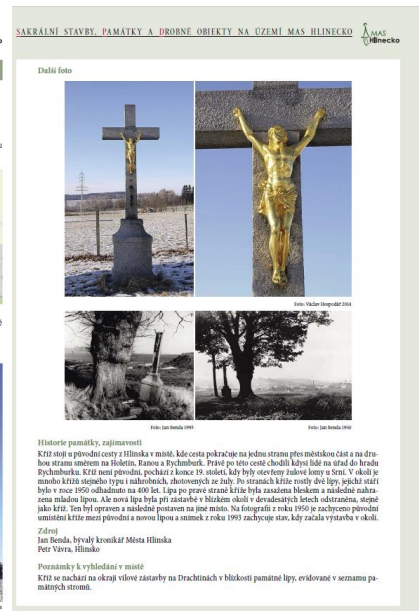 SAKRÁLNÍ STAVBY, PAMÁTKY A DROBNÉ OBJEKTY NA ÚZEMÍ MAS HLINECKO
MAS
Hlinecko
Další foto
Foto: Václav Hospodář 2014
Foto: Jan Benda 1993
Foto: Jan Benda 1950
Historie památky, zajímavosti
Kříž stojí u původní cesty z Hlinska v místě, kde cesta pokračuje na jednu stranu přes městskou část a na dru-
hou stranu směrem na Holetín, Ranou a Rychmburk. Právě po této cestě chodili kdysi lidé na úřad do hradu
Rychmburku. Kříž není původní, pochází z konce 19. století, kdy byly otevřeny žulové lomy u Srní. V okolí je
mnoho křížů stejného typu i náhrobních, zhotovených ze žuly. Po stranách kříže rostly dvě lípy, jejichž stáří
bylo v roce 1950 odhadnuto na 400 let. Lípa po pravé straně kříže byla zasažena bleskem a následně nahra-
zena mladou lipou. Ale nová lípa byla při zástavbě v blízkém okolí v devadesátých letech odstraněna, stejně
jako kříž. Ten byl opraven a následně postaven na jiné místo. Na fotografii z roku 1950 je zachyceno původní
umístění kříže mezi původní a novou lípou a snímek z roku 1993 zachycuje stav, kdy začala výstavba v okolí.
Zdroj
Jan Benda, bývalý kronikář Města Hlinska
Petr Vávra, Hlinsko
Poznámky k vyhledání v místě
Kříž se nachází na okraji vilové zástavby na Drachtinách v blízkosti památné lípy, evidované v seznamu pa-
mátných stromů.